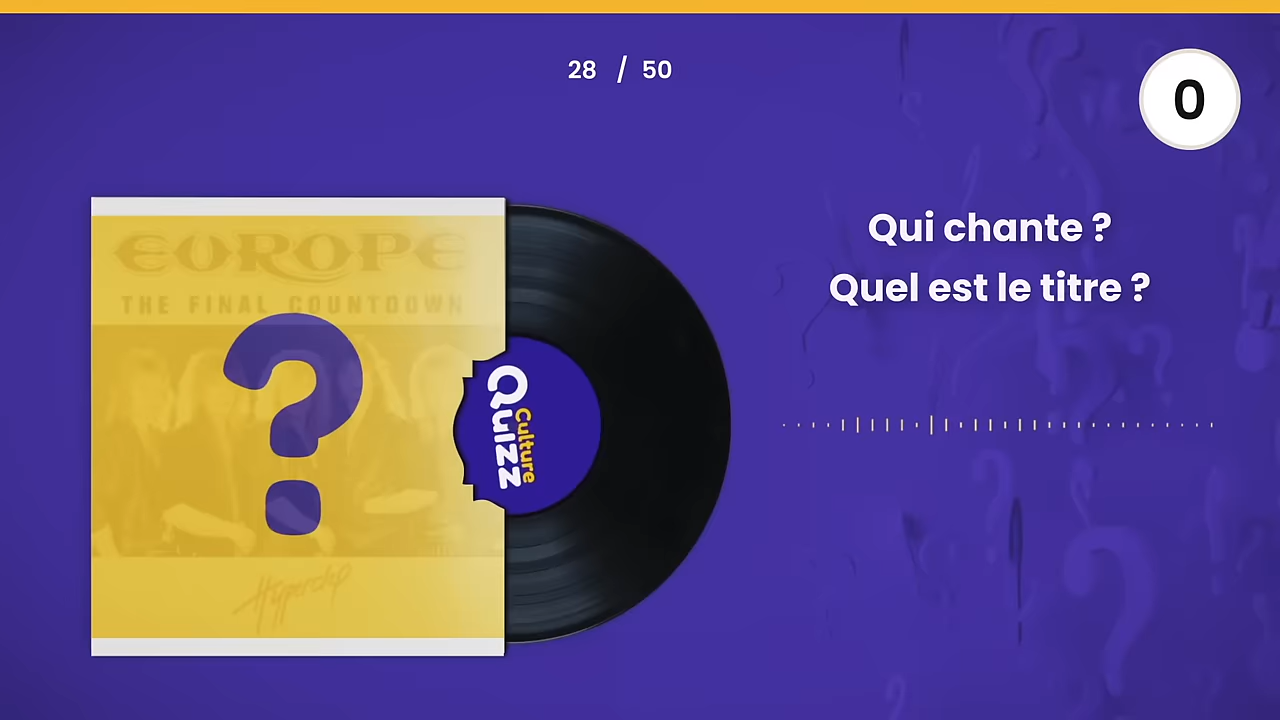 28 / 50
0
EUROPE
THE FINAL COUNTDOWN
Qui chante ?
Quel est le titre ?
Culture
Quizz